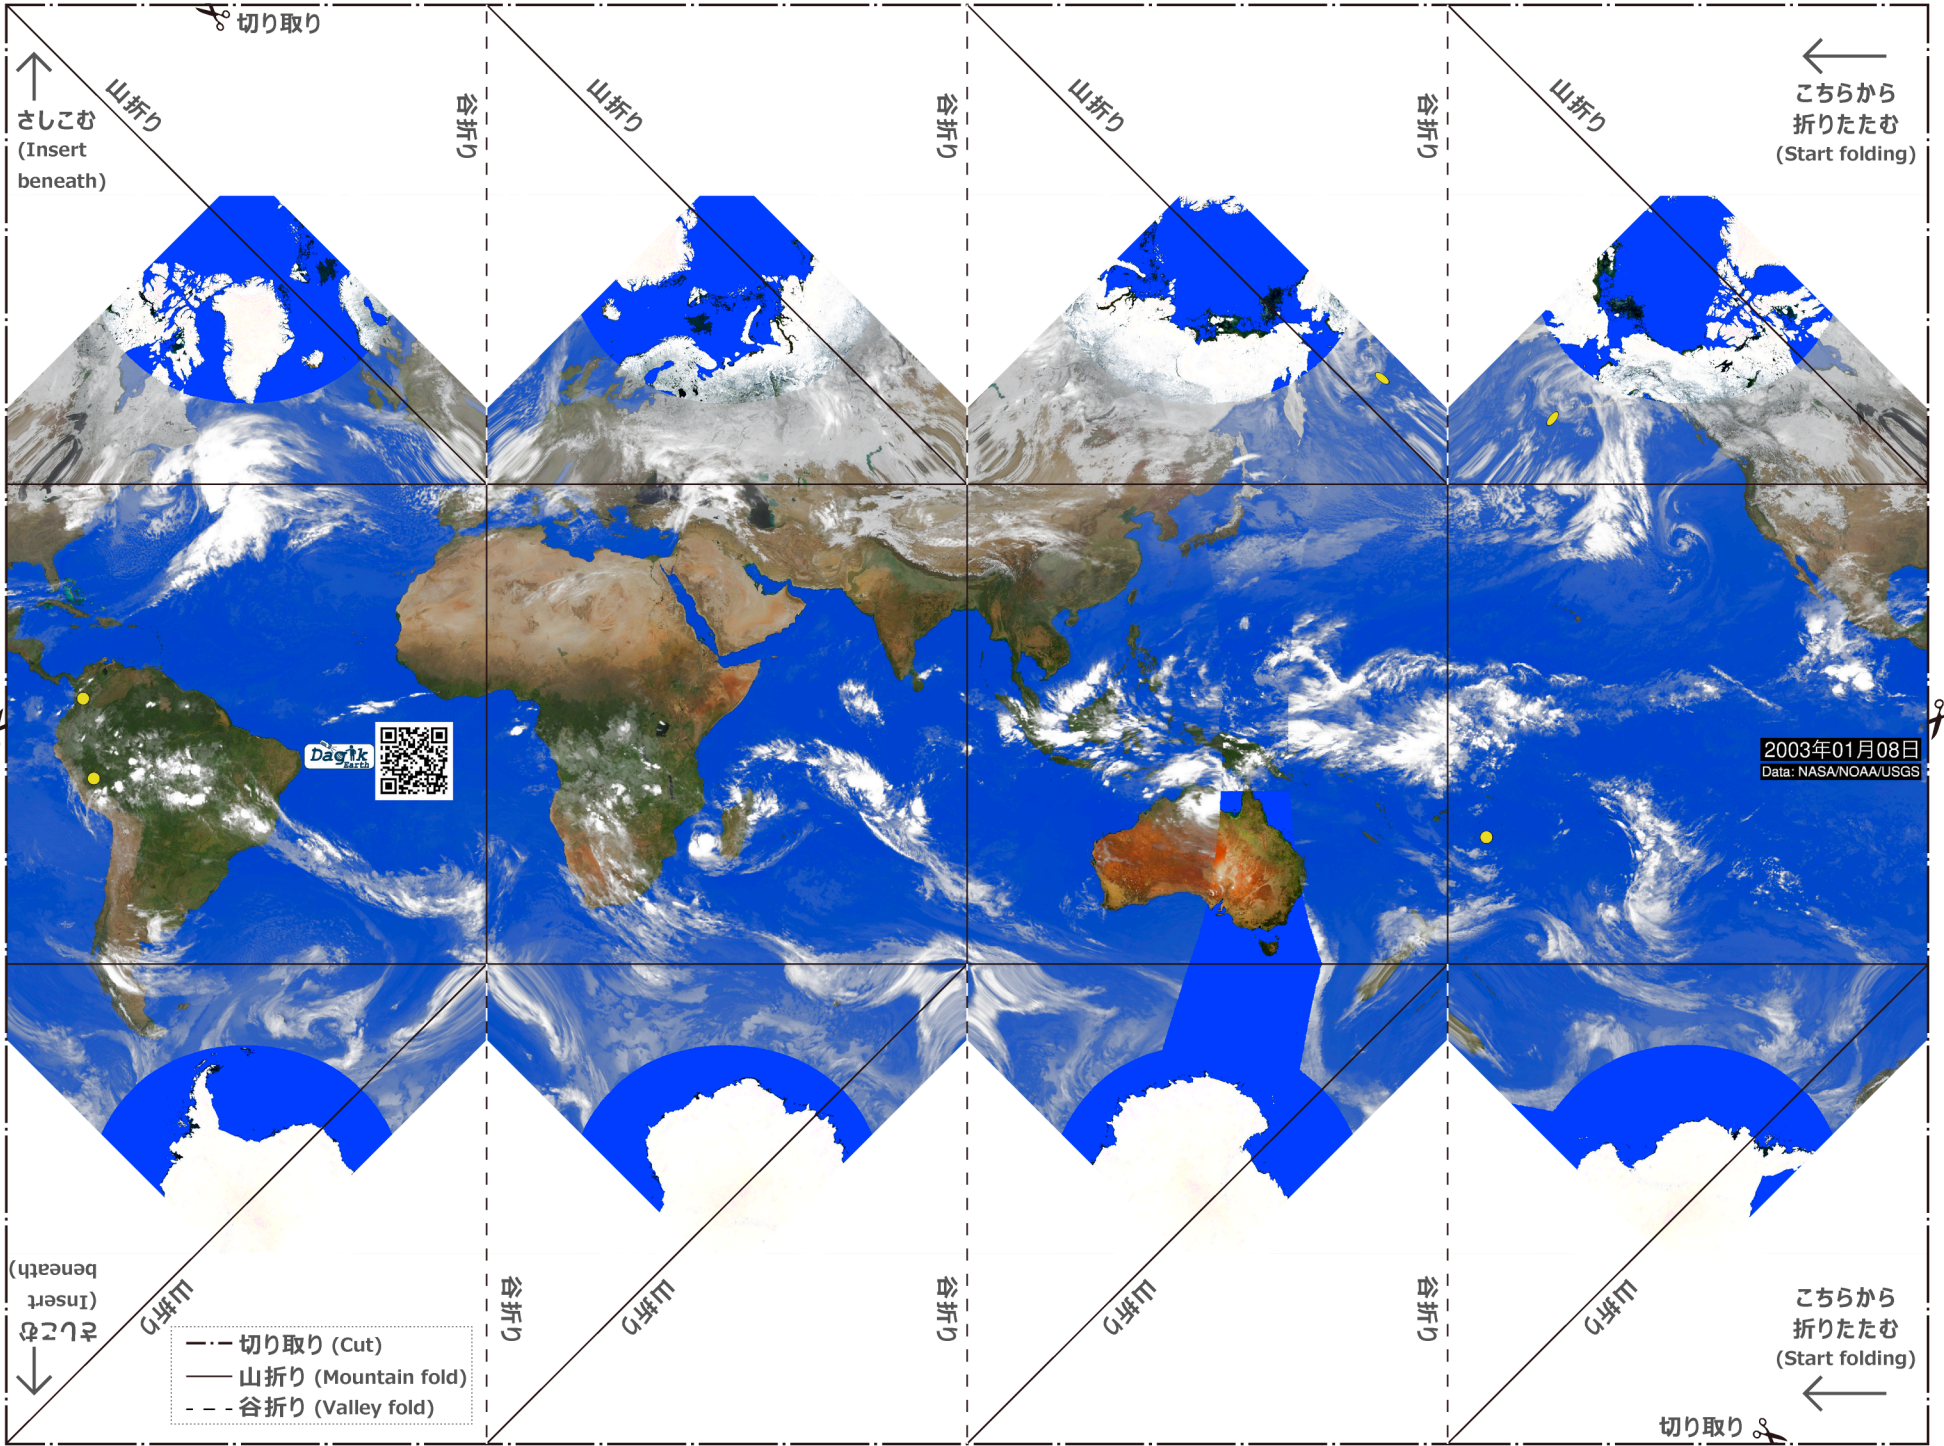 切り取り
山折り
谷折り
山折り
谷折り
山折り
谷折り
山折り
さしこむ
(Insert
beneath)
こちらから
折りたたむ
(Start folding)
Dagik
Earth
2003年01月08日
Data: NASA/NOAA/USGS
さしこむ
(Insert
beneath)
山折り
谷折り
山折り
谷折り
山折り
谷折り
山折り
切り取り (Cut)
山折り (Mountain fold)
谷折り (Valley fold)
こちらから
折りたたむ
(Start folding)
切り取り